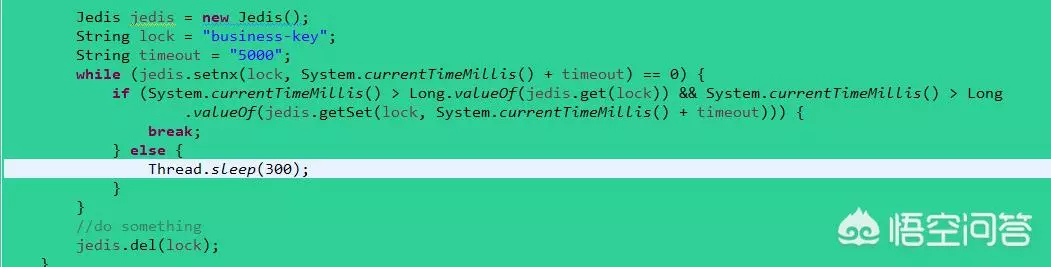 Jedis jedis = new Jedis();
String lock = "business-key";
String timeout = "5000";
while (jedis.setnx(lock, System.currentTimeMillis() + timeout) == 0) {
if (System.currentTimeMillis() > Long.valueOf(jedis.get(lock)) && System.currentTimeMillis() > Long
.valueOf(jedis.getSet(lock, System.currentTimeMillis() + timeout))) {
break;
} else {
Thread.sleep(300);
}
}
//do something
jedis.del(lock);
}
悟空问答